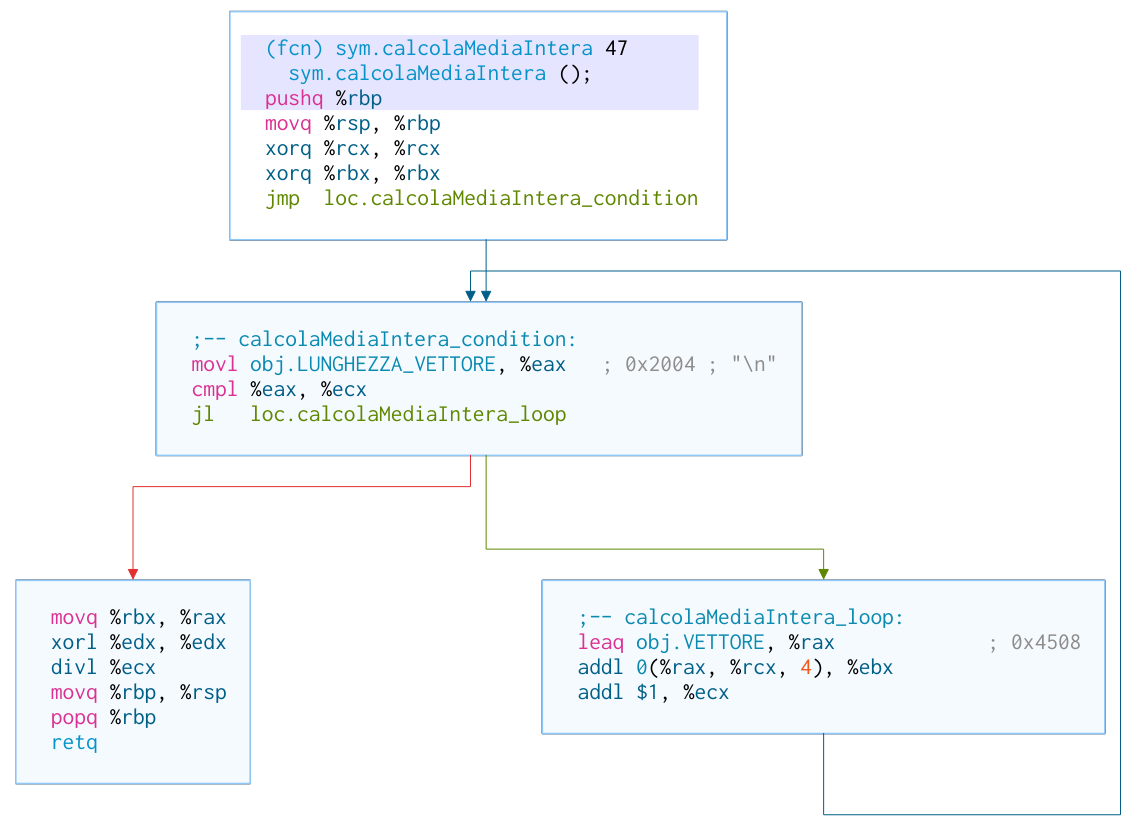 (fcn) sym.calcolaMediaIntera 47
sym.calcolaMediaIntera ();
pushq %rbp
movq %rsp, %rbp
xorq %rcx, %rcx
xorq %rbx, %rbx
jmp loc.calcolaMediaIntera_condition
;-- calcolaMediaIntera_condition:
movl obj.LUNGHEZZA_VETTORE, %eax ; 0x2004 ; "\n"
cmpl %eax, %ecx
jl loc.calcolaMediaIntera_loop
movq %rbx, %rax
xorl %edx, %edx
divl %ecx
movq %rbp, %rsp
popq %rbp
retq
;-- calcolaMediaIntera_loop:
leaq obj.VETTORE, %rax ; 0x4508
addl 0(%rax, %rcx, 4), %ebx
addl $1, %ecx